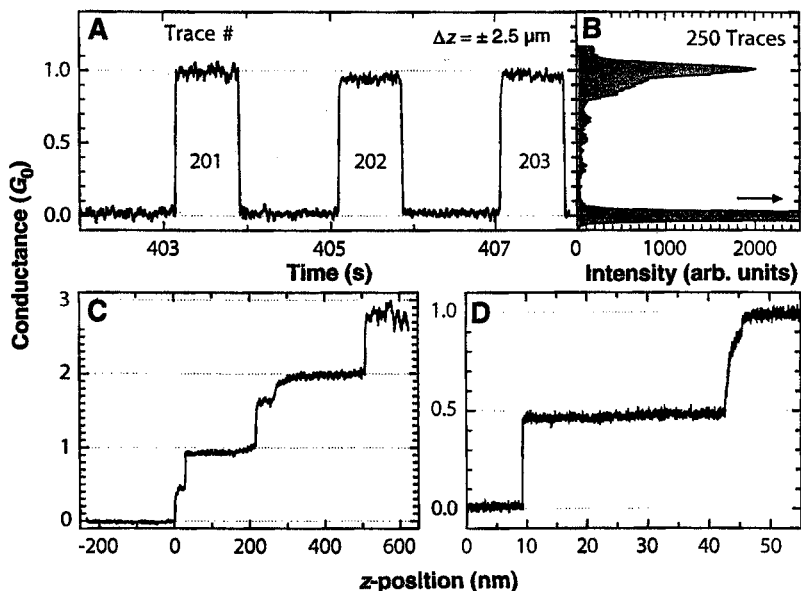 A
Trace #
Δz = ± 2.5 µm
B
250 Traces
1.0
0.5
0.0
201
202
203
403
405
407
0
1000
2000
Time (s)
Intensity (arb. units)
Conductance (G₀)
C
3
2
1
0
-200
0
200
400
600
D
1.0
0.5
0.0
0
10
20
30
40
50
z-position (nm)